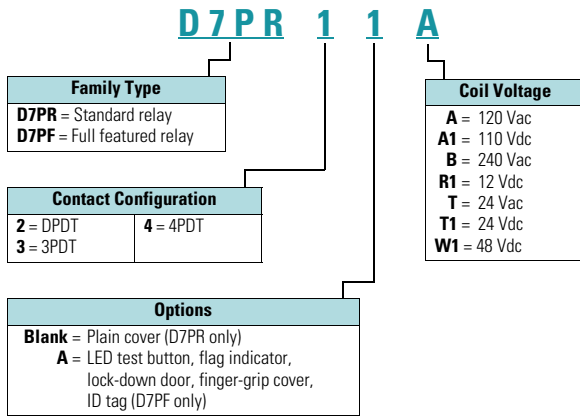 D7PR 1 1 A
Family Type
D7PR = Standard relay
D7PF = Full featured relay
Coil Voltage
A = 120 Vac
A1 = 110 Vdc
B = 240 Vac
R1 = 12 Vdc
T = 24 Vac
T1 = 24 Vdc
W1 = 48 Vdc
Contact Configuration
2 = DPDT
3 = 3PDT
4 = 4PDT
Options
Blank = Plain cover (D7PR only)
A = LED test button, flag indicator,
lock-down door, finger-grip cover,
ID tag (D7PF only)